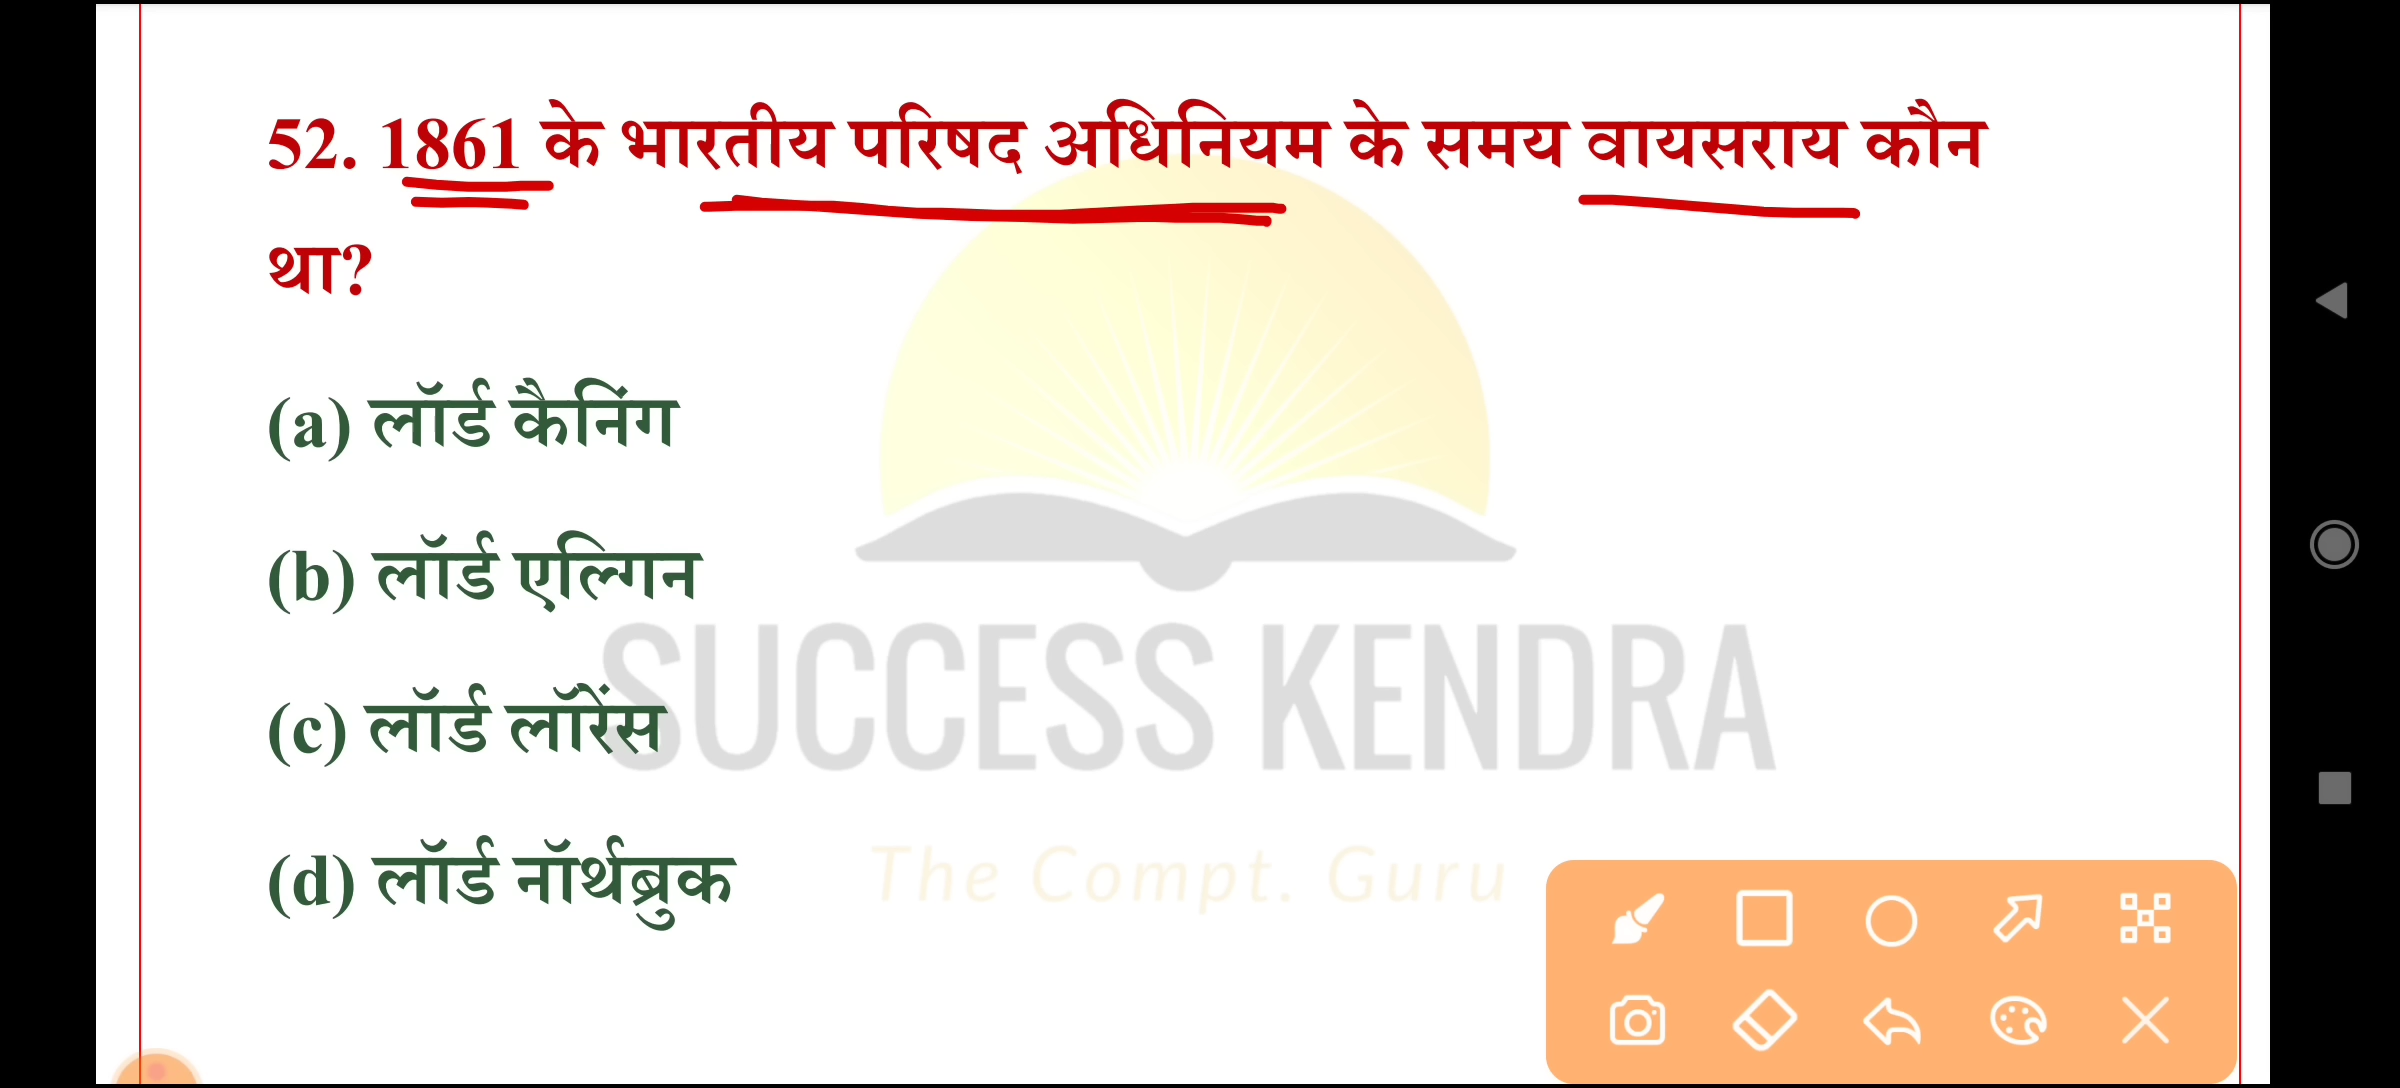 52. 1861 के भारतीय परिषद अधिनियम के समय वायसराय कौन
था?
(a) लॉर्ड कैनिंग
(b) लॉर्ड एल्गिन
(c) लॉर्ड लॉरेंस
(d) लॉर्ड नॉर्थब्रुक
SUCCESS KENDRA
The Compt. Guru